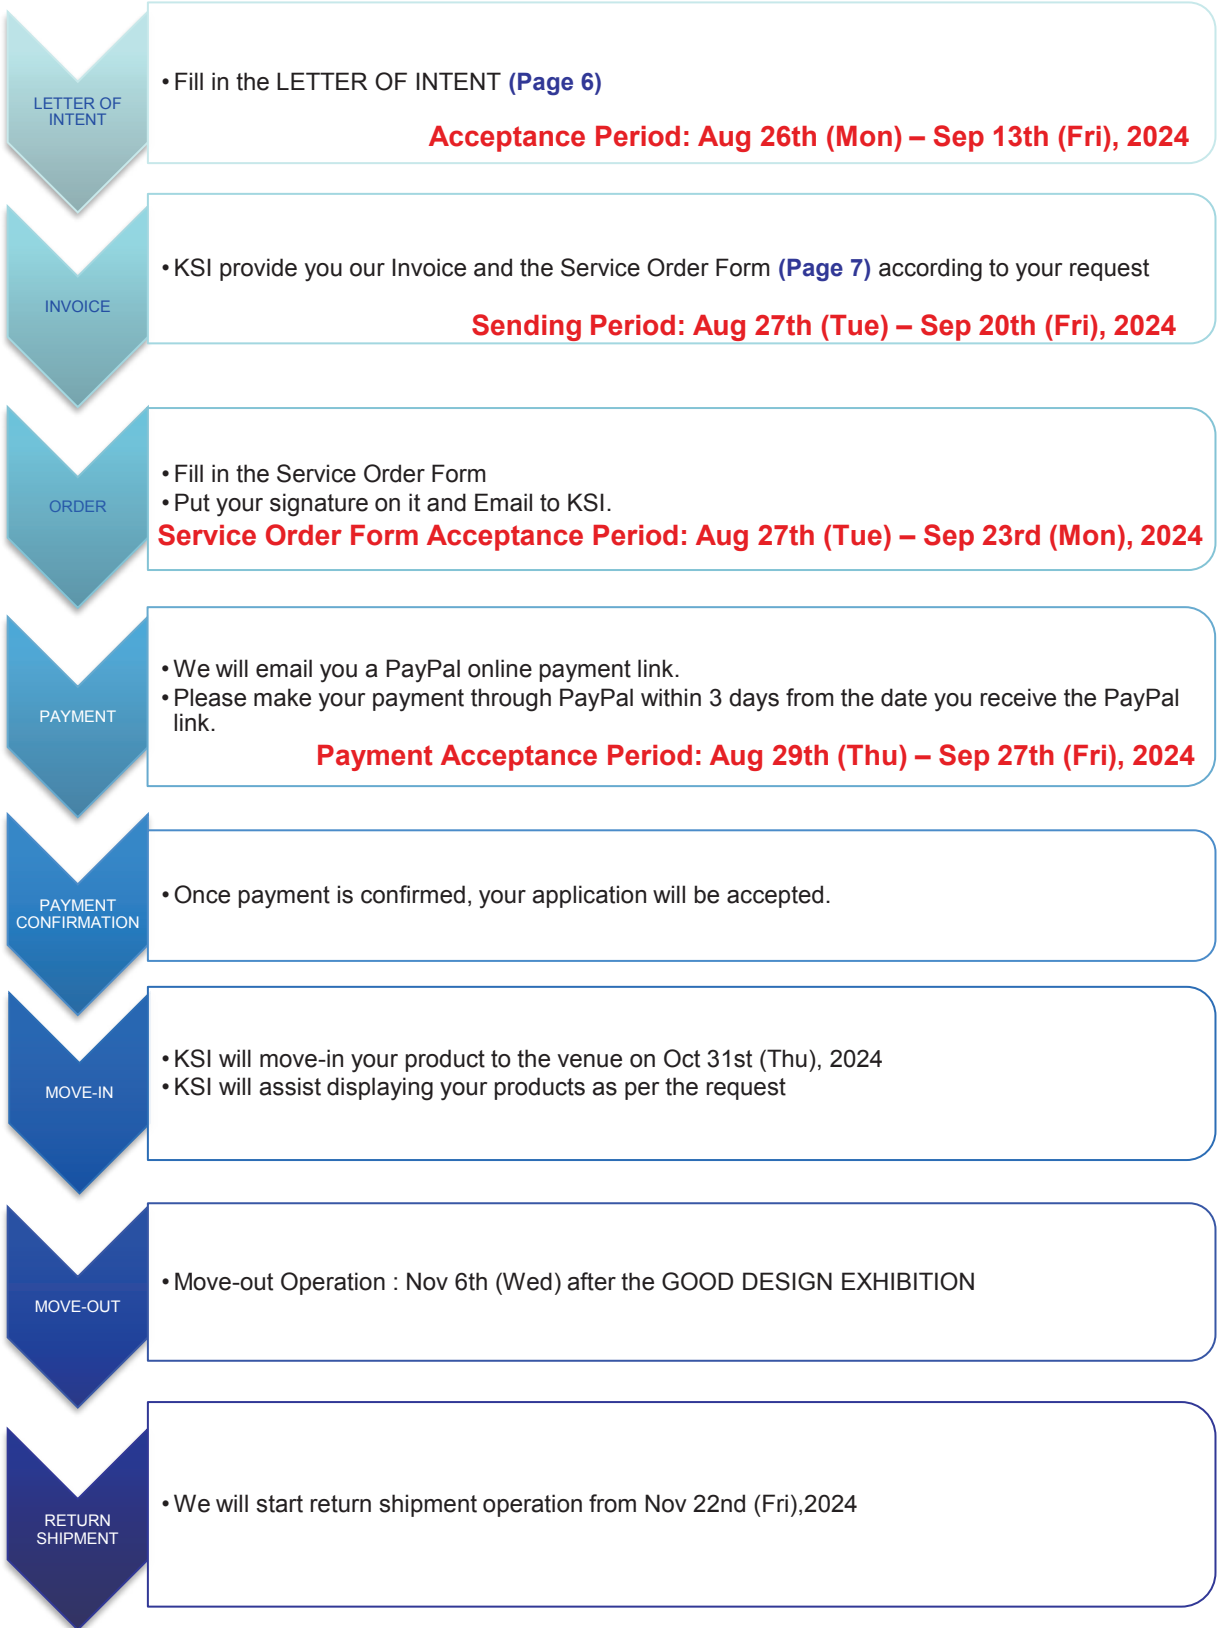 LETTER OF
INTENT
• Fill in the LETTER OF INTENT (Page 6)
Acceptance Period: Aug 26th (Mon) – Sep 13th (Fri), 2024
INVOICE
• KSI provide you our Invoice and the Service Order Form (Page 7) according to your request
Sending Period: Aug 27th (Tue) – Sep 20th (Fri), 2024
ORDER
• Fill in the Service Order Form
• Put your signature on it and Email to KSI.
Service Order Form Acceptance Period: Aug 27th (Tue) – Sep 23rd (Mon), 2024
PAYMENT
• We will email you a PayPal online payment link.
• Please make your payment through PayPal within 3 days from the date you receive the PayPal
link.
Payment Acceptance Period: Aug 29th (Thu) – Sep 27th (Fri), 2024
PAYMENT
CONFIRMATION
• Once payment is confirmed, your application will be accepted.
MOVE-IN
• KSI will move-in your product to the venue on Oct 31st (Thu), 2024
• KSI will assist displaying your products as per the request
MOVE-OUT
• Move-out Operation : Nov 6th (Wed) after the GOOD DESIGN EXHIBITION
RETURN
SHIPMENT
• We will start return shipment operation from Nov 22nd (Fri),2024